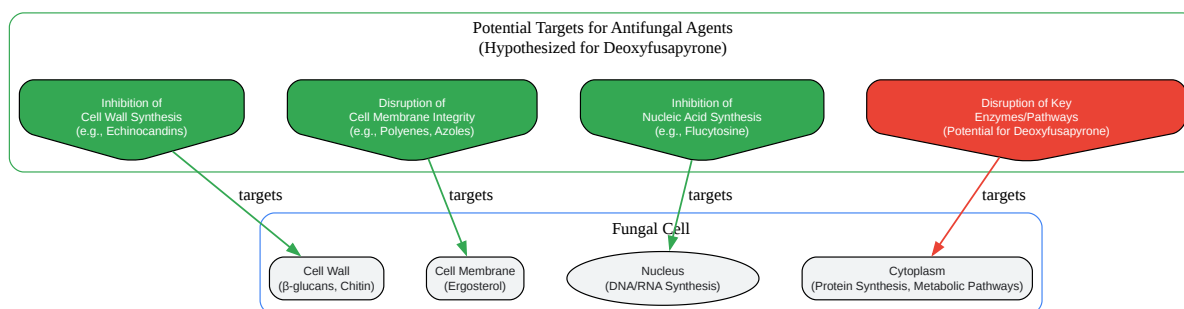 Potential Targets for Antifungal Agents
(Hypothesized for Deoxyfusapyrone)
Inhibition of
Cell Wall Synthesis
(e.g., Echinocandins)
Disruption of
Cell Membrane Integrity
(e.g., Polyenes, Azoles)
Inhibition of
Nucleic Acid Synthesis
(e.g., Flucytosine)
Disruption of Key
Enzymes/Pathways
(Potential for Deoxyfusapyrone)
targets
targets
targets
targets
Fungal Cell
Cell Wall
(β-glucans, Chitin)
Cell Membrane
(Ergosterol)
Nucleus
(DNA/RNA Synthesis)
Cytoplasm
(Protein Synthesis, Metabolic Pathways)